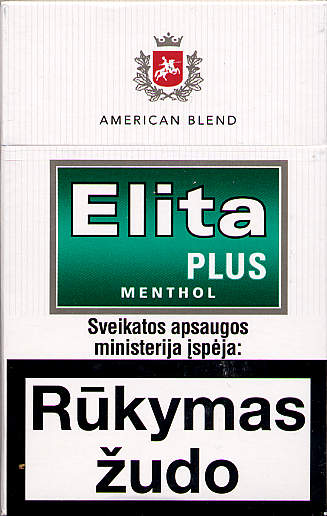 AMERICAN BLEND
Elita
PLUS
MENTHOL
Sveikatos apsaugos
ministerija įspėja:
Rūkymas
žudo